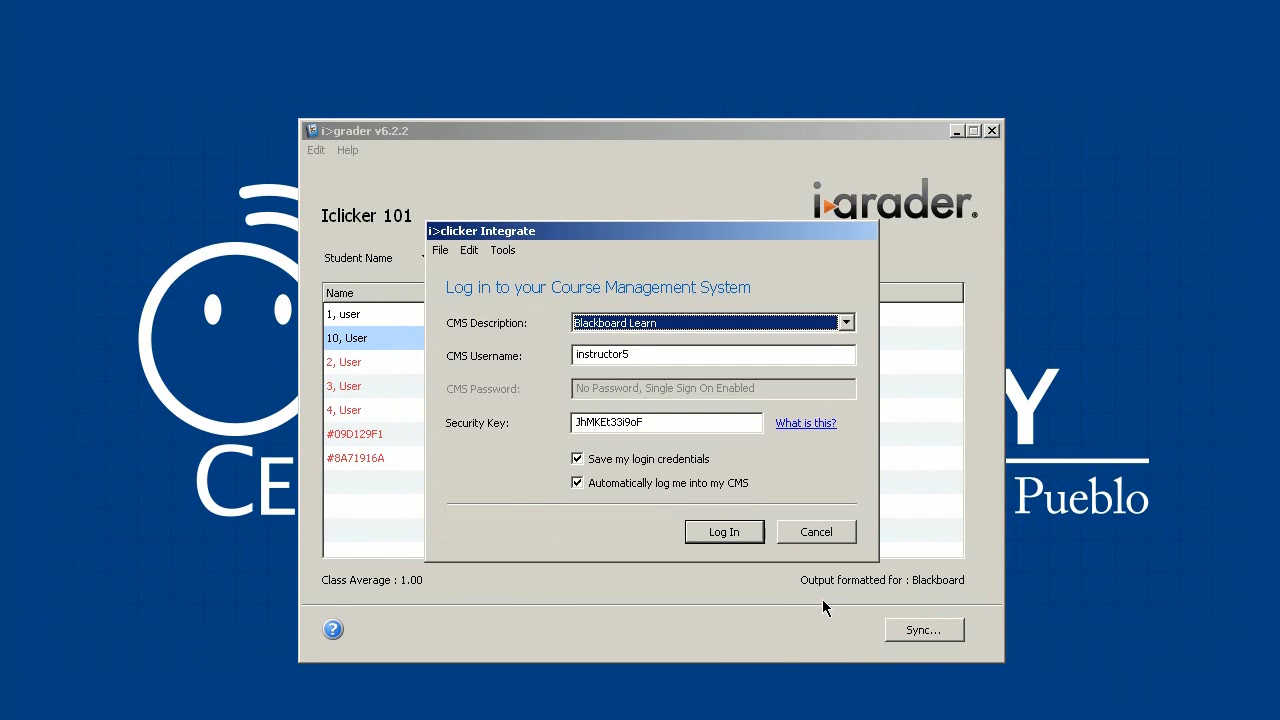 i>grader v6.2.2
Edit Help
i>grader.
Iclicker 101
Student Name
Name
1, user
10, User
2, User
3, User
4, User
#09D129F1
#8A71916A
i>clicker Integrate
File Edit Tools
Log in to your Course Management System
CMS Description: Blackboard Learn
CMS Username: instructor5
CMS Password: No Password, Single Sign On Enabled
Security Key: JhMKEt33i9oF What is this?
Save my login credentials
Automatically log me into my CMS
Log In Cancel
Class Average : 1.00 Output formatted for : Blackboard
? Sync...
CE
Y
Pueblo